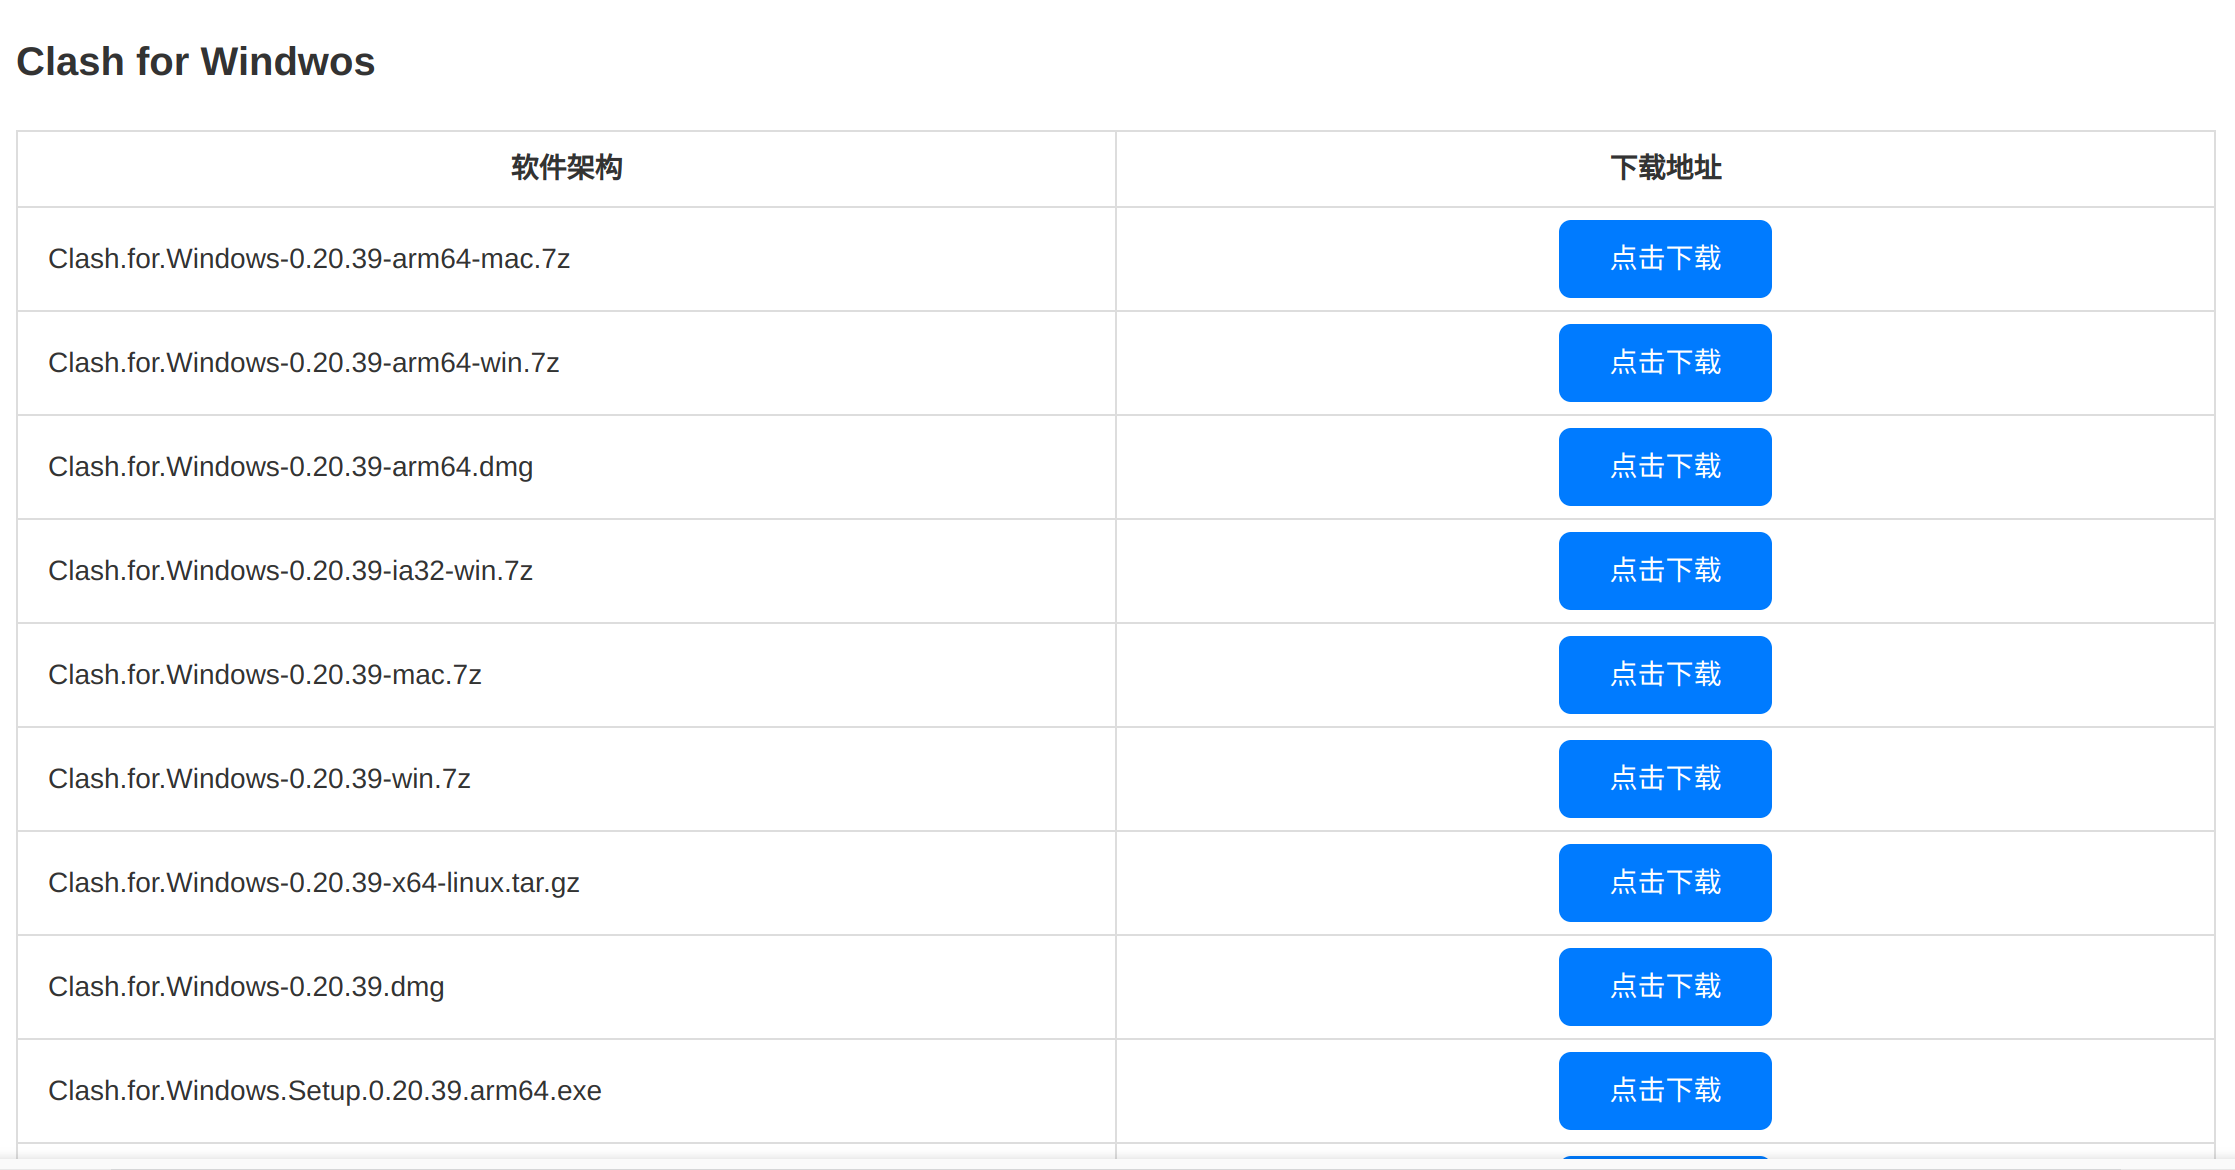 Clash for Windwos
软件架构 下载地址
Clash.for.Windows-0.20.39-arm64-mac.7z 点击下载
Clash.for.Windows-0.20.39-arm64-win.7z 点击下载
Clash.for.Windows-0.20.39-arm64.dmg 点击下载
Clash.for.Windows-0.20.39-ia32-win.7z 点击下载
Clash.for.Windows-0.20.39-mac.7z 点击下载
Clash.for.Windows-0.20.39-win.7z 点击下载
Clash.for.Windows-0.20.39-x64-linux.tar.gz 点击下载
Clash.for.Windows-0.20.39.dmg 点击下载
Clash.for.Windows.Setup.0.20.39.arm64.exe 点击下载